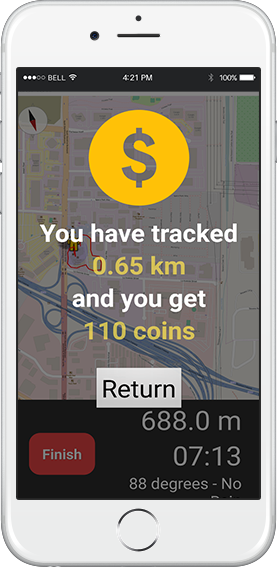 BELL 4:21 PM 100%
$
You have tracked
0.65 km
and you get
110 coins
Return
688.0 m
Finish
07:13
88 degrees - No